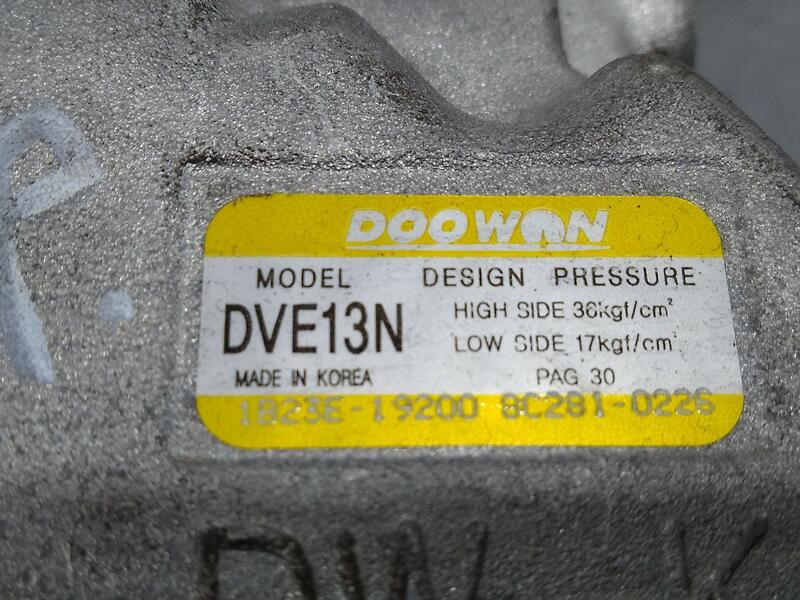 DOOWON
MODEL DESIGN PRESSURE
DVE13N HIGH SIDE 36kgf/cm²
LOW SIDE 17kgf/cm²
MADE IN KOREA PAG 30
1B23E-19200 8C281-0226
DW